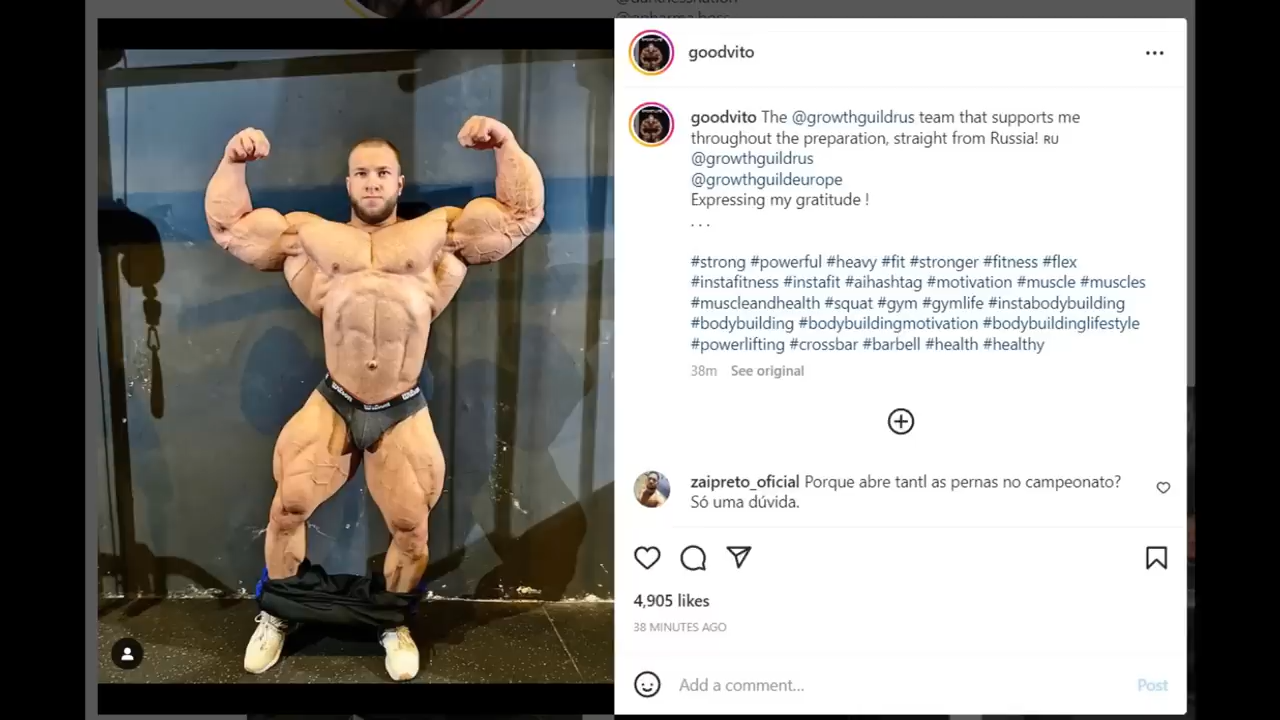 goodvito
goodvito The @growthguildrus team that supports me
throughout the preparation, straight from Russia! RU
@growthguildrus
@growthguildeurope
Expressing my gratitude !
. . .
#strong #powerful #heavy #fit #stronger #fitness #flex
#instafitness #instafit #aihashtag #motivation #muscle #muscles
#muscleandhealth #squat #gym #gymlife #instabodybuilding
#bodybuilding #bodybuildingmotivation #bodybuildinglifestyle
#powerlifting #crossbar #barbell #health #healthy
38m See original
zaipreto_oficial Porque abre tantl as pernas no campeonato?
Só uma dúvida.
4,905 likes
38 MINUTES AGO
Add a comment... Post